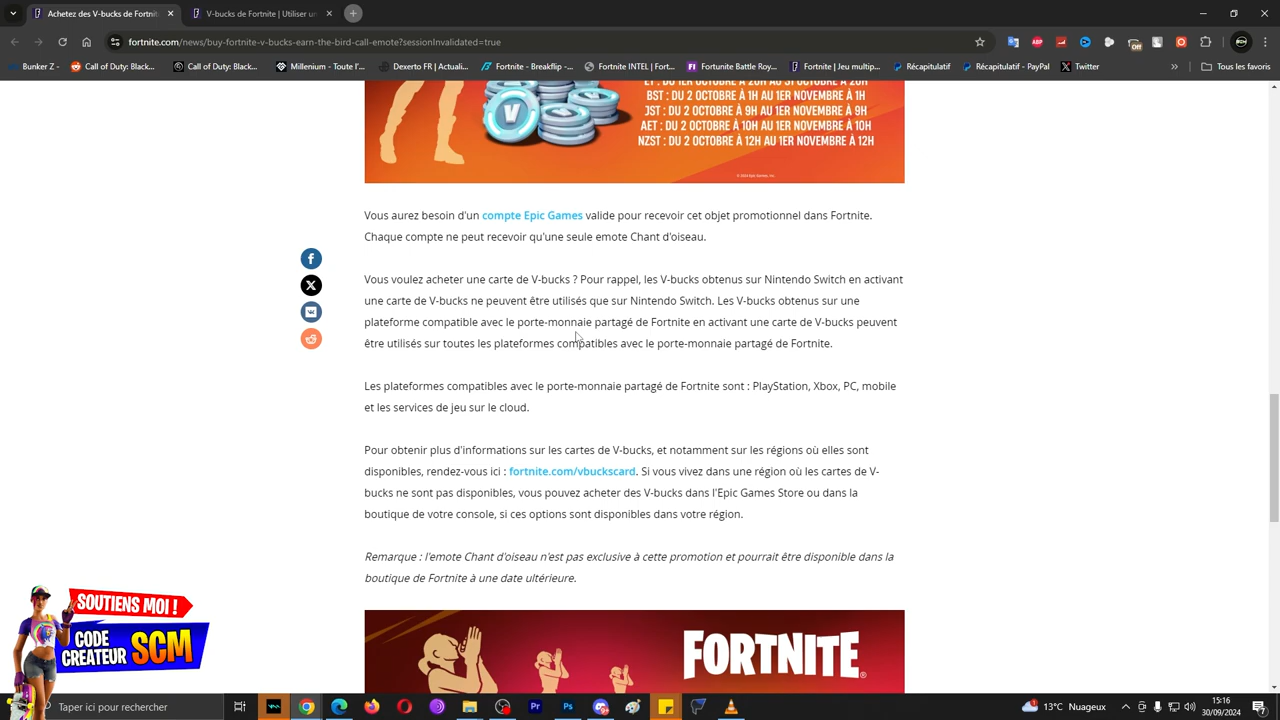 Achetez des V-bucks de Fortnite
V-bucks de Fortnite | Utiliser un
fortnite.com/news/buy-fortnite-v-bucks-earn-the-bird-call-emote?sessionInvalidated=true
Bunker Z - Call of Duty: Black... Call of Duty: Black... Millenium - Toute l'... Dexerto FR | Actuali... Fortnite - Breakflip -... Fortnite INTEL | Fort... Fortnite Battle Roy... Fortnite | Jeu multip... Récapitulatif Récapitulatif - PayPal Twitter » Tous les favoris
ET : DU 1ER OCTOBRE À 20H AU 31 OCTOBRE À 20H
BST : DU 2 OCTOBRE À 1H AU 1ER NOVEMBRE À 1H
JST : DU 2 OCTOBRE À 9H AU 1ER NOVEMBRE À 9H
AET : DU 2 OCTOBRE À 10H AU 1ER NOVEMBRE À 10H
NZST : DU 2 OCTOBRE À 12H AU 1ER NOVEMBRE À 12H
© 2024 Epic Games, Inc.
Vous aurez besoin d'un compte Epic Games valide pour recevoir cet objet promotionnel dans Fortnite.
Chaque compte ne peut recevoir qu'une seule emote Chant d'oiseau.
Vous voulez acheter une carte de V-bucks ? Pour rappel, les V-bucks obtenus sur Nintendo Switch en activant
une carte de V-bucks ne peuvent être utilisés que sur Nintendo Switch. Les V-bucks obtenus sur une
plateforme compatible avec le porte-monnaie partagé de Fortnite en activant une carte de V-bucks peuvent
être utilisés sur toutes les plateformes compatibles avec le porte-monnaie partagé de Fortnite.
Les plateformes compatibles avec le porte-monnaie partagé de Fortnite sont : PlayStation, Xbox, PC, mobile
et les services de jeu sur le cloud.
Pour obtenir plus d'informations sur les cartes de V-bucks, et notamment sur les régions où elles sont
disponibles, rendez-vous ici : fortnite.com/vbuckscard. Si vous vivez dans une région où les cartes de V-
bucks ne sont pas disponibles, vous pouvez acheter des V-bucks dans l'Epic Games Store ou dans la
boutique de votre console, si ces options sont disponibles dans votre région.
Remarque : l'emote Chant d'oiseau n'est pas exclusive à cette promotion et pourrait être disponible dans la
boutique de Fortnite à une date ultérieure.
SOUTIENS MOI !
CODE
CREATEUR SCM
FORTNITE
Taper ici pour rechercher
13°C Nuageux
15:16
30/09/2024